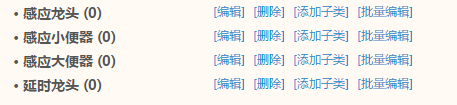 • 感应龙头 (0) [编辑] [删除] [添加子类] [批量编辑]
• 感应小便器 (0) [编辑] [删除] [添加子类] [批量编辑]
• 感应大便器 (0) [编辑] [删除] [添加子类] [批量编辑]
• 延时龙头 (0) [编辑] [删除] [添加子类] [批量编辑]